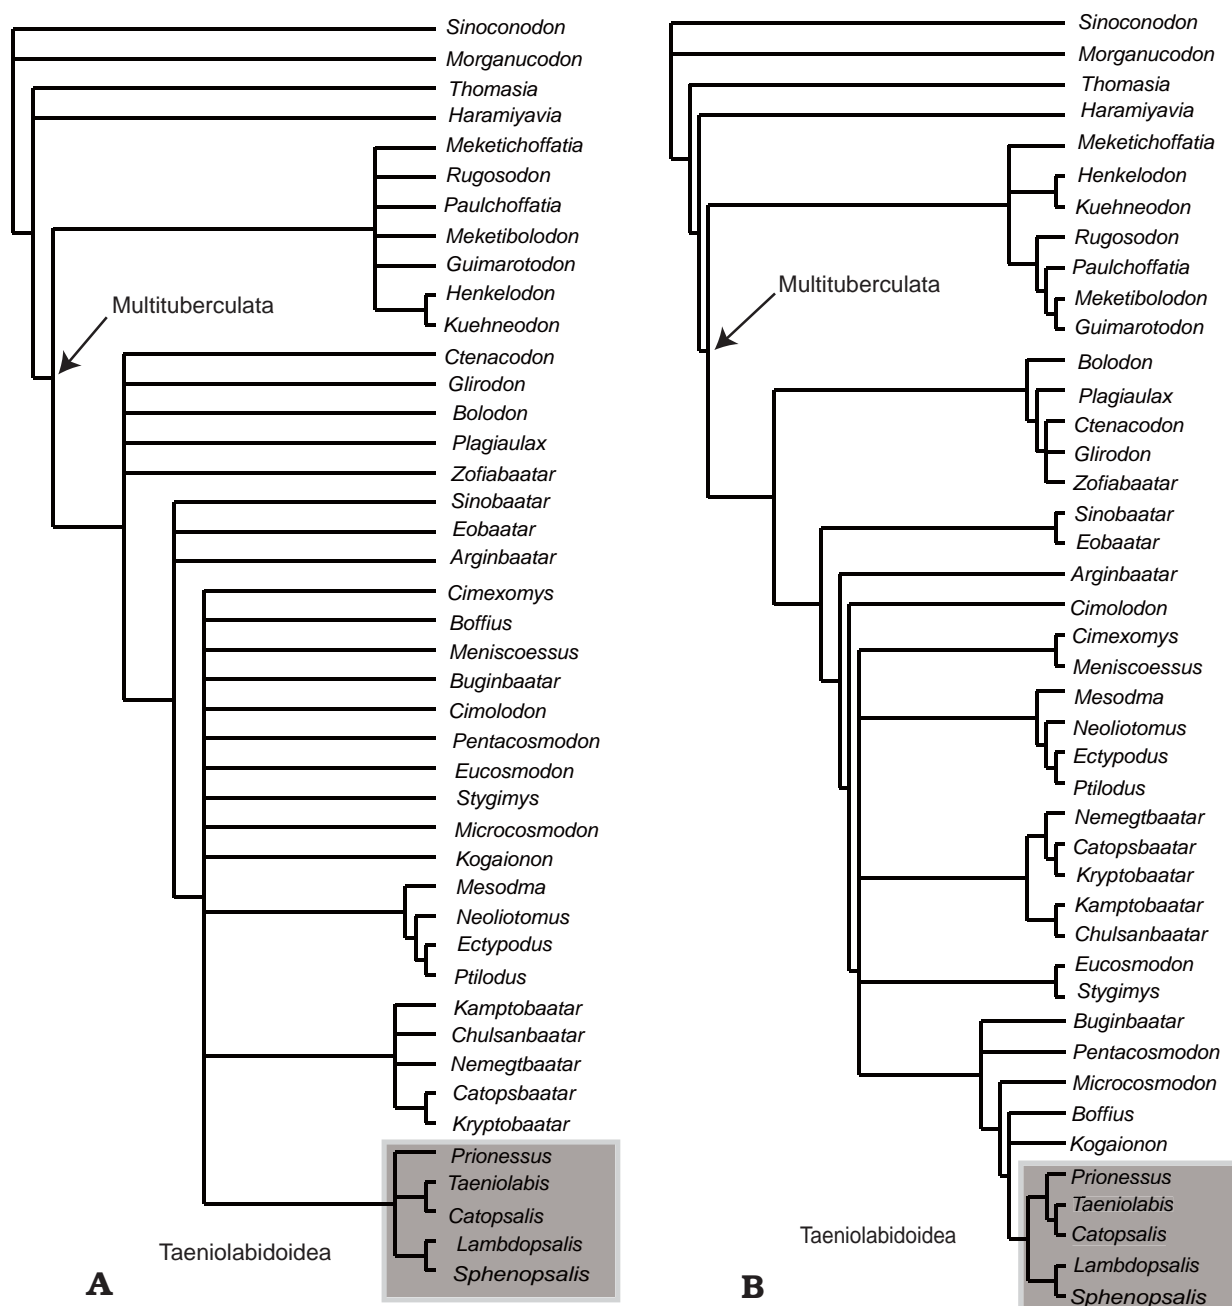 Sinoconodon
Morganucodon
Thomasia
Haramiyavia
Meketichoffatia
Rugosodon
Paulchoffatia
Meketibolodon
Guimarotodon
Henkelodon
Kuehneodon
Multituberculata
Ctenacodon
Glirodon
Bolodon
Plagiaulax
Zofiabaatar
Sinobaatar
Eobaatar
Arginbaatar
Cimexomys
Boffius
Meniscoessus
Buginbaatar
Cimolodon
Pentacosmodon
Eucosmodon
Stygimys
Microcosmodon
Kogaionon
Mesodma
Neoliotomus
Ectypodus
Ptilodus
Kamptobaatar
Chulsanbaatar
Nemegtbaatar
Catopsbaatar
Kryptobaatar
Prionessus
Taeniolabis
Catopsalis
Lambdopsalis
Sphenopsalis
Taeniolabidoidea
A
Sinoconodon
Morganucodon
Thomasia
Haramiyavia
Meketichoffatia
Henkelodon
Kuehneodon
Rugosodon
Paulchoffatia
Meketibolodon
Guimarotodon
Multituberculata
Bolodon
Plagiaulax
Ctenacodon
Glirodon
Zofiabaatar
Sinobaatar
Eobaatar
Arginbaatar
Cimolodon
Cimexomys
Meniscoessus
Mesodma
Neoliotomus
Ectypodus
Ptilodus
Nemegtbaatar
Catopsbaatar
Kryptobaatar
Kamptobaatar
Chulsanbaatar
Eucosmodon
Stygimys
Buginbaatar
Pentacosmodon
Microcosmodon
Boffius
Kogaionon
Prionessus
Taeniolabis
Catopsalis
Lambdopsalis
Sphenopsalis
Taeniolabidoidea
B